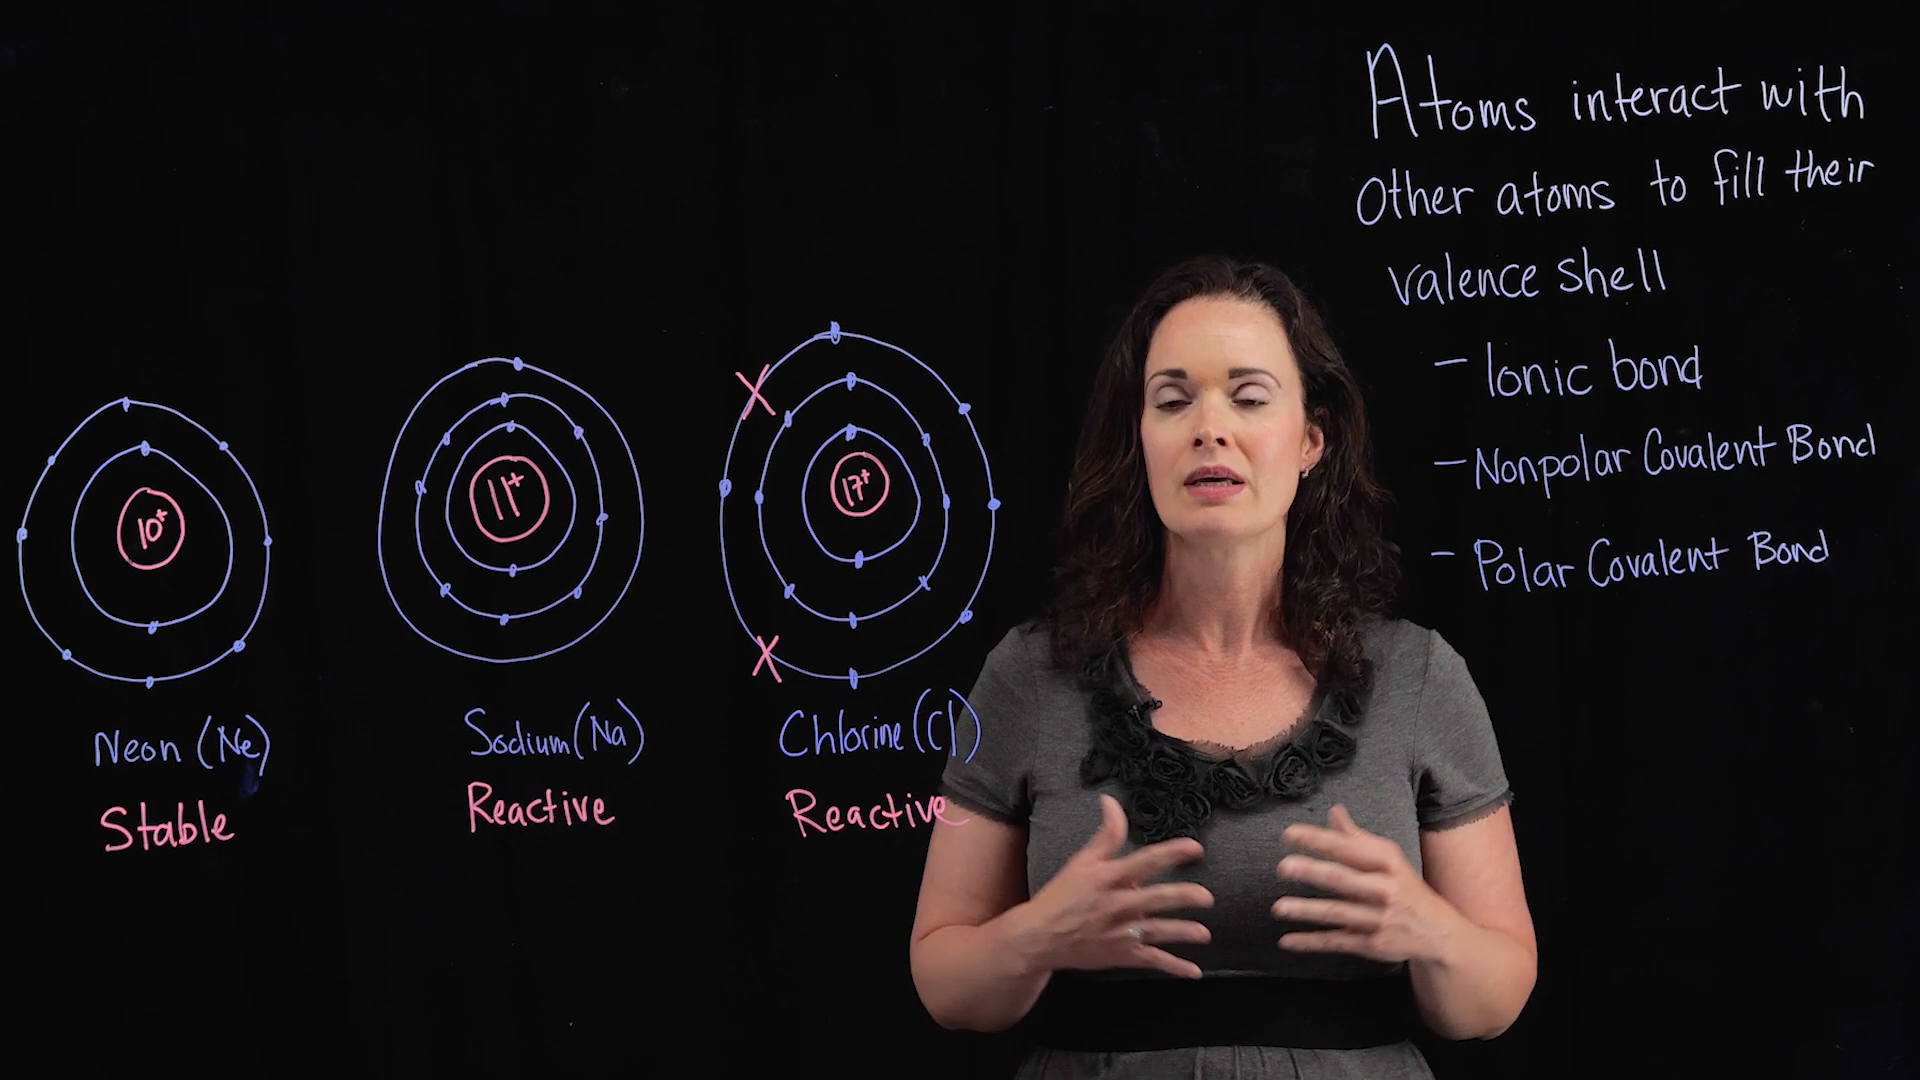 Atoms interact with
Other atoms to fill their
valence shell
- Ionic bond
- Nonpolar Covalent Bond
- Polar Covalent Bond
10+
11+
17+
X
X
Neon (Ne)
Sodium (Na)
Chlorine (Cl)
Stable
Reactive
Reactive